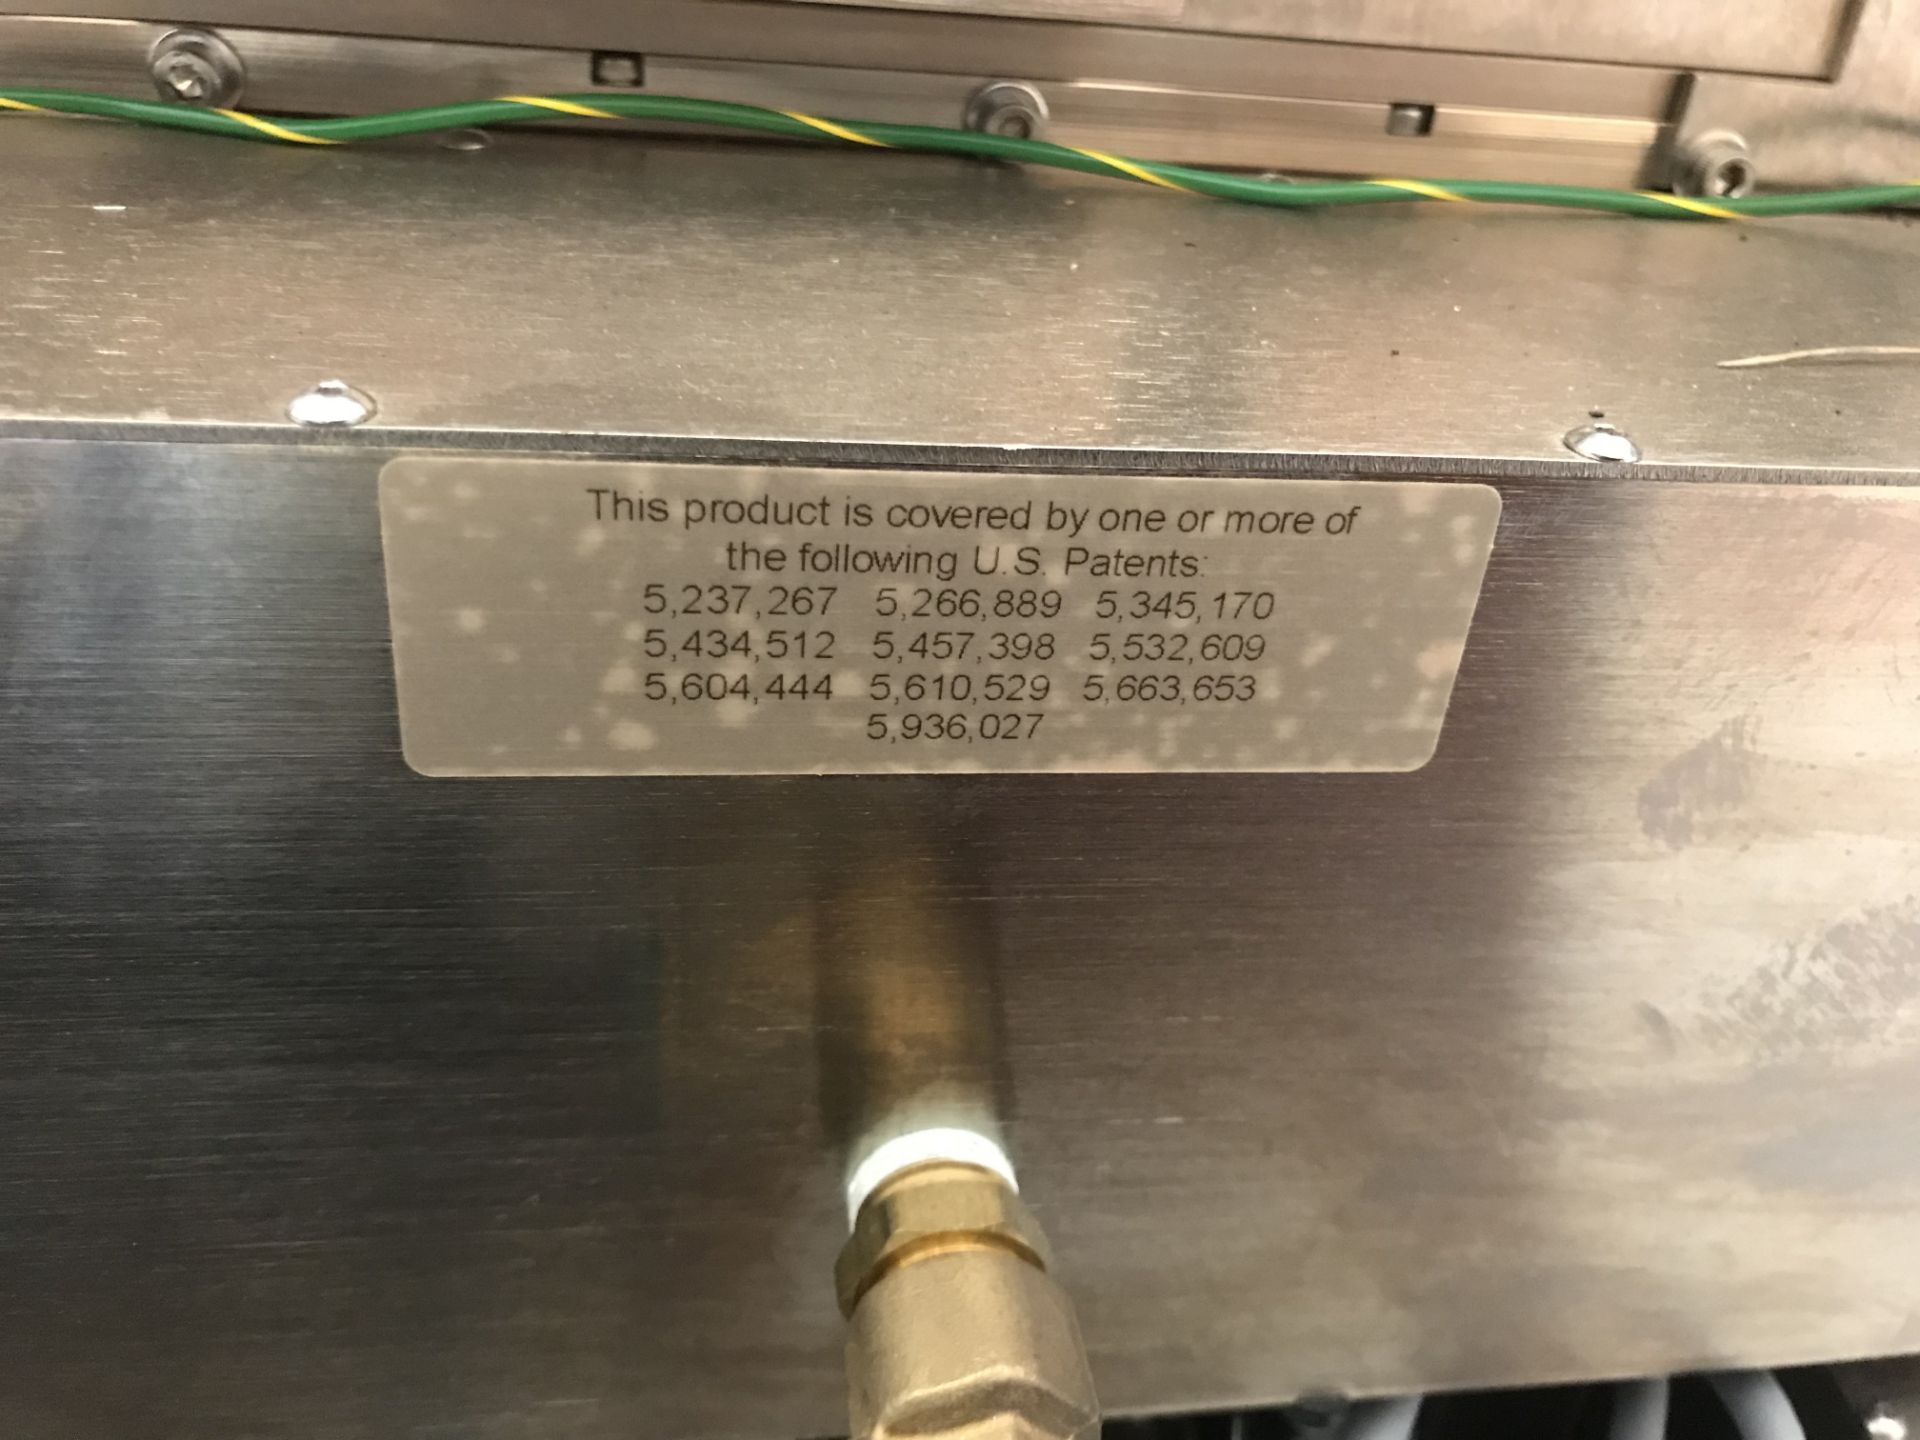 This product is covered by one or more of
the following U.S. Patents:
5,237,267 5,266,889 5,345,170
5,434,512 5,457,398 5,532,609
5,604,444 5,610,529 5,663,653
5,936,027